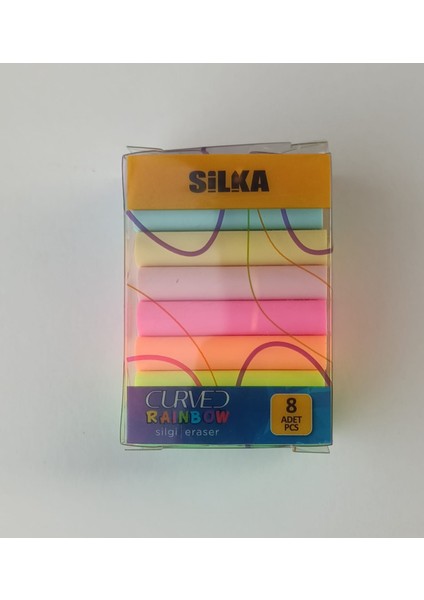 SiLKA
CURVED
RAINBOW
silgi eraser
8
ADET
PCS